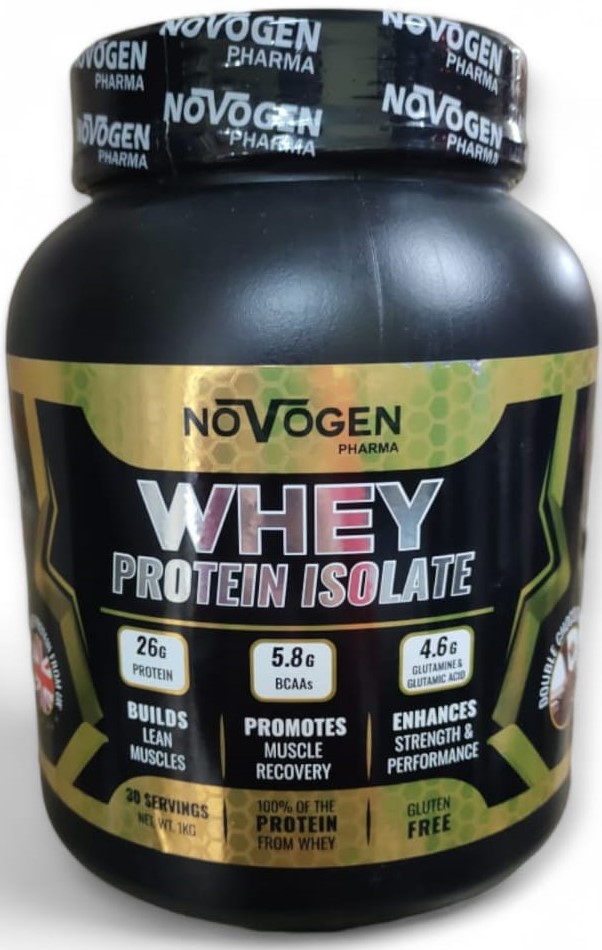 NOVOGEN
PHARMA
NOVOGEN
PHARMA
NOVOGEN
PHARMA
NOVOGEN
PHARMA
NOVOGEN
PHARMA
NOVOGEN
PHARMA
NOVOGEN
PHARMA
WHEY
PROTEIN ISOLATE
26G
PROTEIN
5.8G
BCAAs
4.6G
GLUTAMINE &
GLUTAMIC ACID
BUILDS
LEAN
MUSCLES
PROMOTES
MUSCLE
RECOVERY
ENHANCES
STRENGTH &
PERFORMANCE
30 SERVINGS
NET. WT. 1KG
100% OF THE
PROTEIN
FROM WHEY
GLUTEN
FREE
DOUBLE